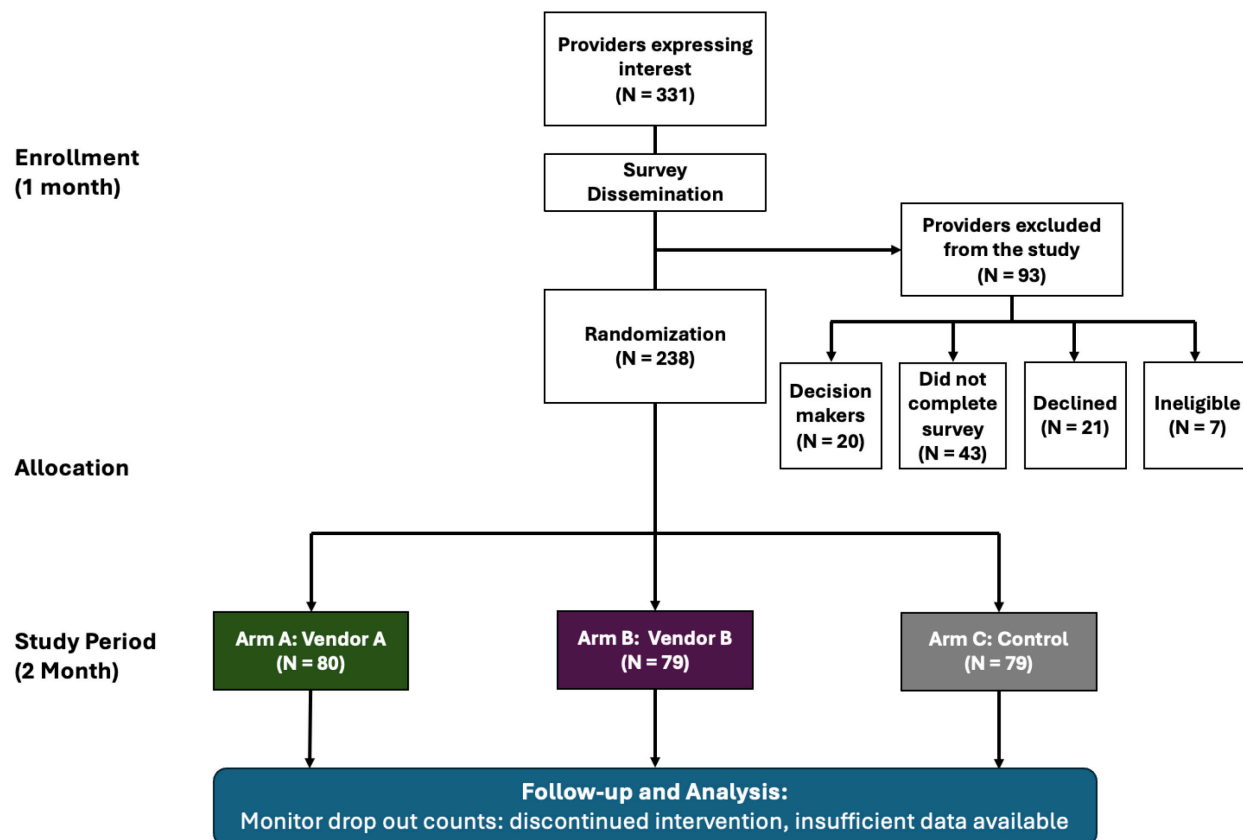 Providers expressing
interest
(N = 331)
Enrollment
(1 month)
Survey
Dissemination
Providers excluded
from the study
(N = 93)
Randomization
(N = 238)
Decision
makers
(N = 20)
Did not
complete
survey
(N = 43)
Declined
(N = 21)
Ineligible
(N = 7)
Allocation
Study Period
(2 Month)
Arm A: Vendor A
(N = 80)
Arm B: Vendor B
(N = 79)
Arm C: Control
(N = 79)
Follow-up and Analysis:
Monitor drop out counts: discontinued intervention, insufficient data available